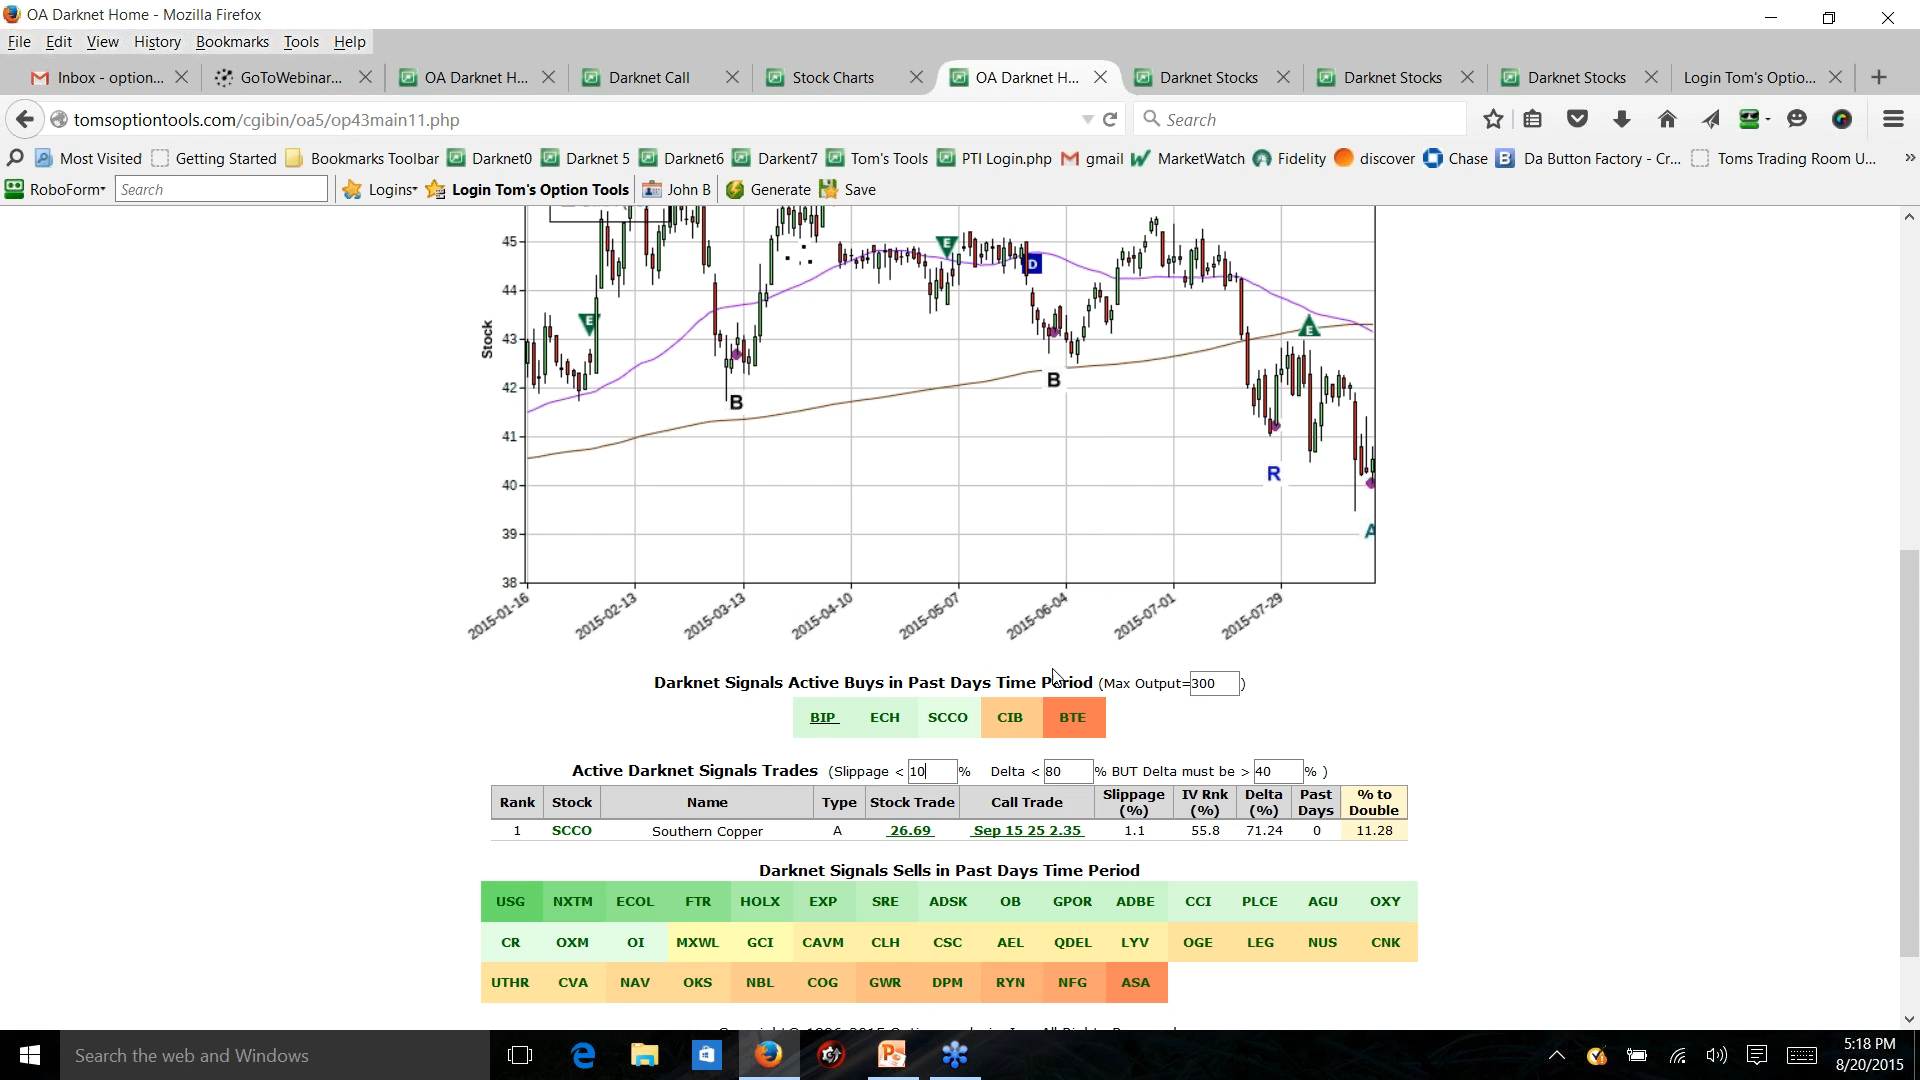 OA Darknet Home - Mozilla Firefox
File Edit View History Bookmarks Tools Help
Inbox - option... GoToWebinar... OA Darknet H... Darknet Call Stock Charts OA Darknet H... Darknet Stocks Darknet Stocks Darknet Stocks Login Tom's Optio...
tomsoptiontools.com/cgibin/oa5/op43main11.php Search
Most Visited Getting Started Bookmarks Toolbar Darknet0 Darknet 5 Darknet6 Darkent7 Tom's Tools PTI Login.php gmail MarketWatch Fidelity discover Chase Da Button Factory - Cr... Toms Trading Room U...
RoboForm Search Logins Login Tom's Option Tools John B Generate Save
45
E
D
44
E
E
Stock
43
42
B
B
41
R
40
39
A
38
2015-01-16 2015-02-13 2015-03-13 2015-04-10 2015-05-07 2015-06-04 2015-07-01 2015-07-29
Darknet Signals Active Buys in Past Days Time Period (Max Output=300)
BIP ECH SCCO CIB BTE
Active Darknet Signals Trades (Slippage < 10 % Delta < 80 % BUT Delta must be > 40 % )
Rank Stock Name Type Stock Trade Call Trade Slippage (%) IV Rnk (%) Delta (%) Past Days % to Double
1 SCCO Southern Copper A 26.69 Sep 15 25 2.35 1.1 55.8 71.24 0 11.28
Darknet Signals Sells in Past Days Time Period
USG NXTM ECOL FTR HOLX EXP SRE ADSK OB GPOR ADBE CCI PLCE AGU OXY
CR OXM OI MXWL GCI CAVM CLH CSC AEL QDEL LYV OGE LEG NUS CNK
UTHR CVA NAV OKS NBL COG GWR DPM RYN NFG ASA
Search the web and Windows
5:18 PM
8/20/2015